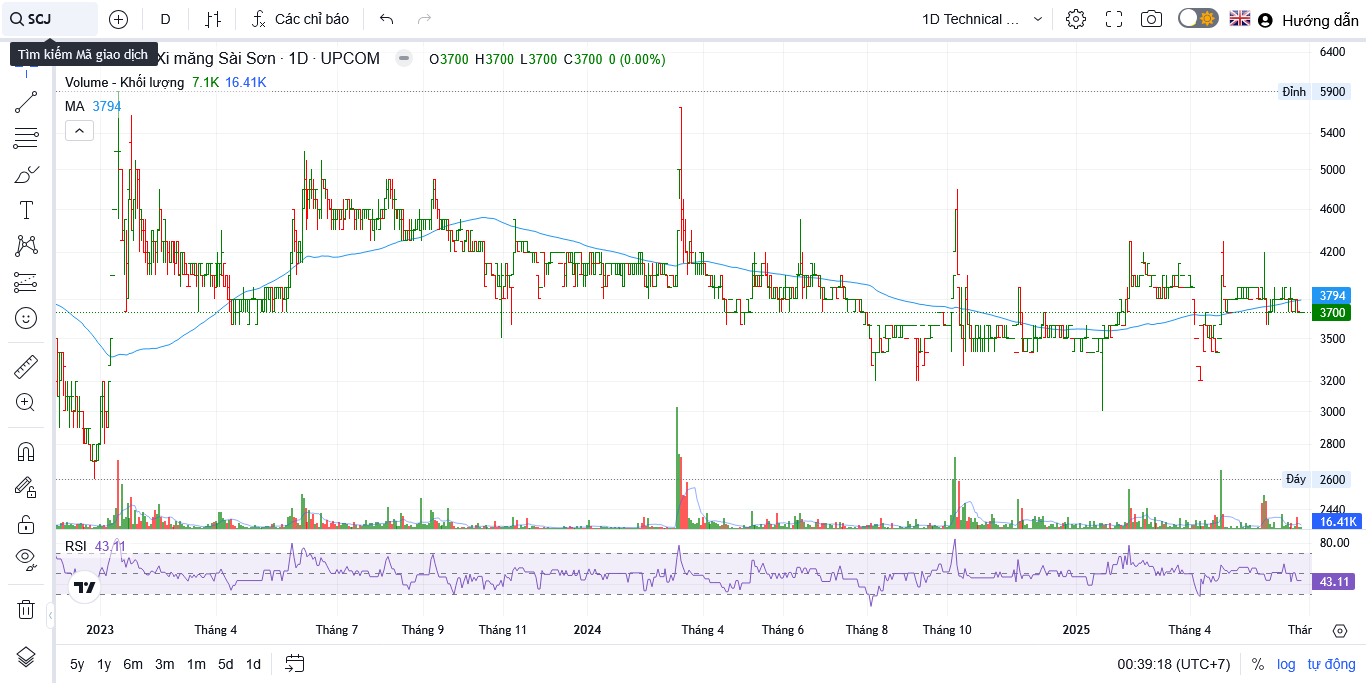 SCJ
D
Các chỉ báo
1D Technical ...
Hướng dẫn
Tìm kiếm Mã giao dịch
Xi măng Sài Sơn · 1D · UPCOM
O3700 H3700 L3700 C3700 0 (0.00%)
Volume - Khối lượng 7.1K 16.41K
MA 3794
6400
Đỉnh 5900
5400
5000
4600
4200
3794
3700
3500
3200
3000
2800
Đáy 2600
2440
16.41K
RSI 43.11
80.00
43.11
2023 Tháng 4 Tháng 7 Tháng 9 Tháng 11 2024 Tháng 4 Tháng 6 Tháng 8 Tháng 10 2025 Tháng 4 Thár
5y 1y 6m 3m 1m 5d 1d
00:39:18 (UTC+7) % log tự động